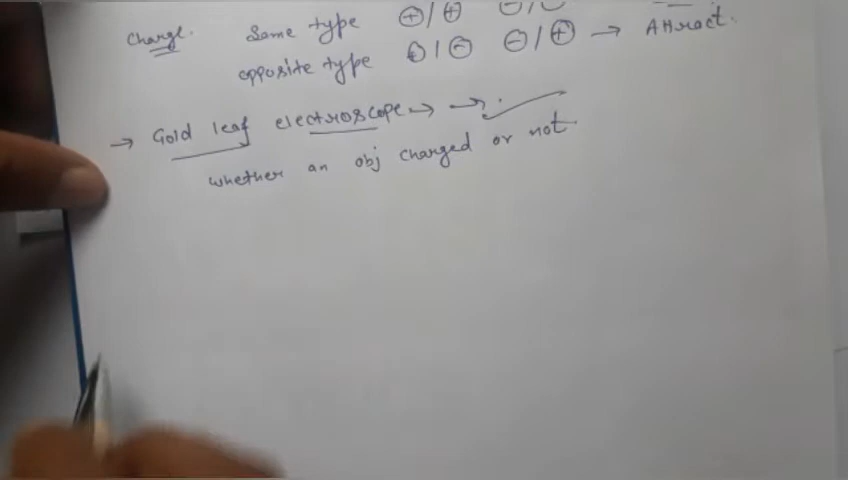 Charge. Same type ⊕/⊕ ⊖/⊖
opposite type ⊕/⊖ ⊖/⊕ → Attract.
→ Gold leaf electroscope → →.
whether an obj charged or not.